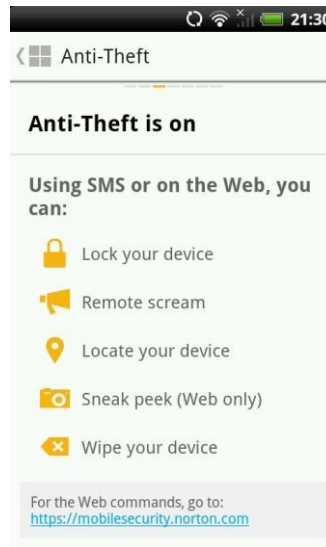 21:30
Anti-Theft
Anti-Theft is on
Using SMS or on the Web, you
can:
Lock your device
Remote scream
Locate your device
Sneak peek (Web only)
Wipe your device
For the Web commands, go to:
https://mobilesecurity.norton.com